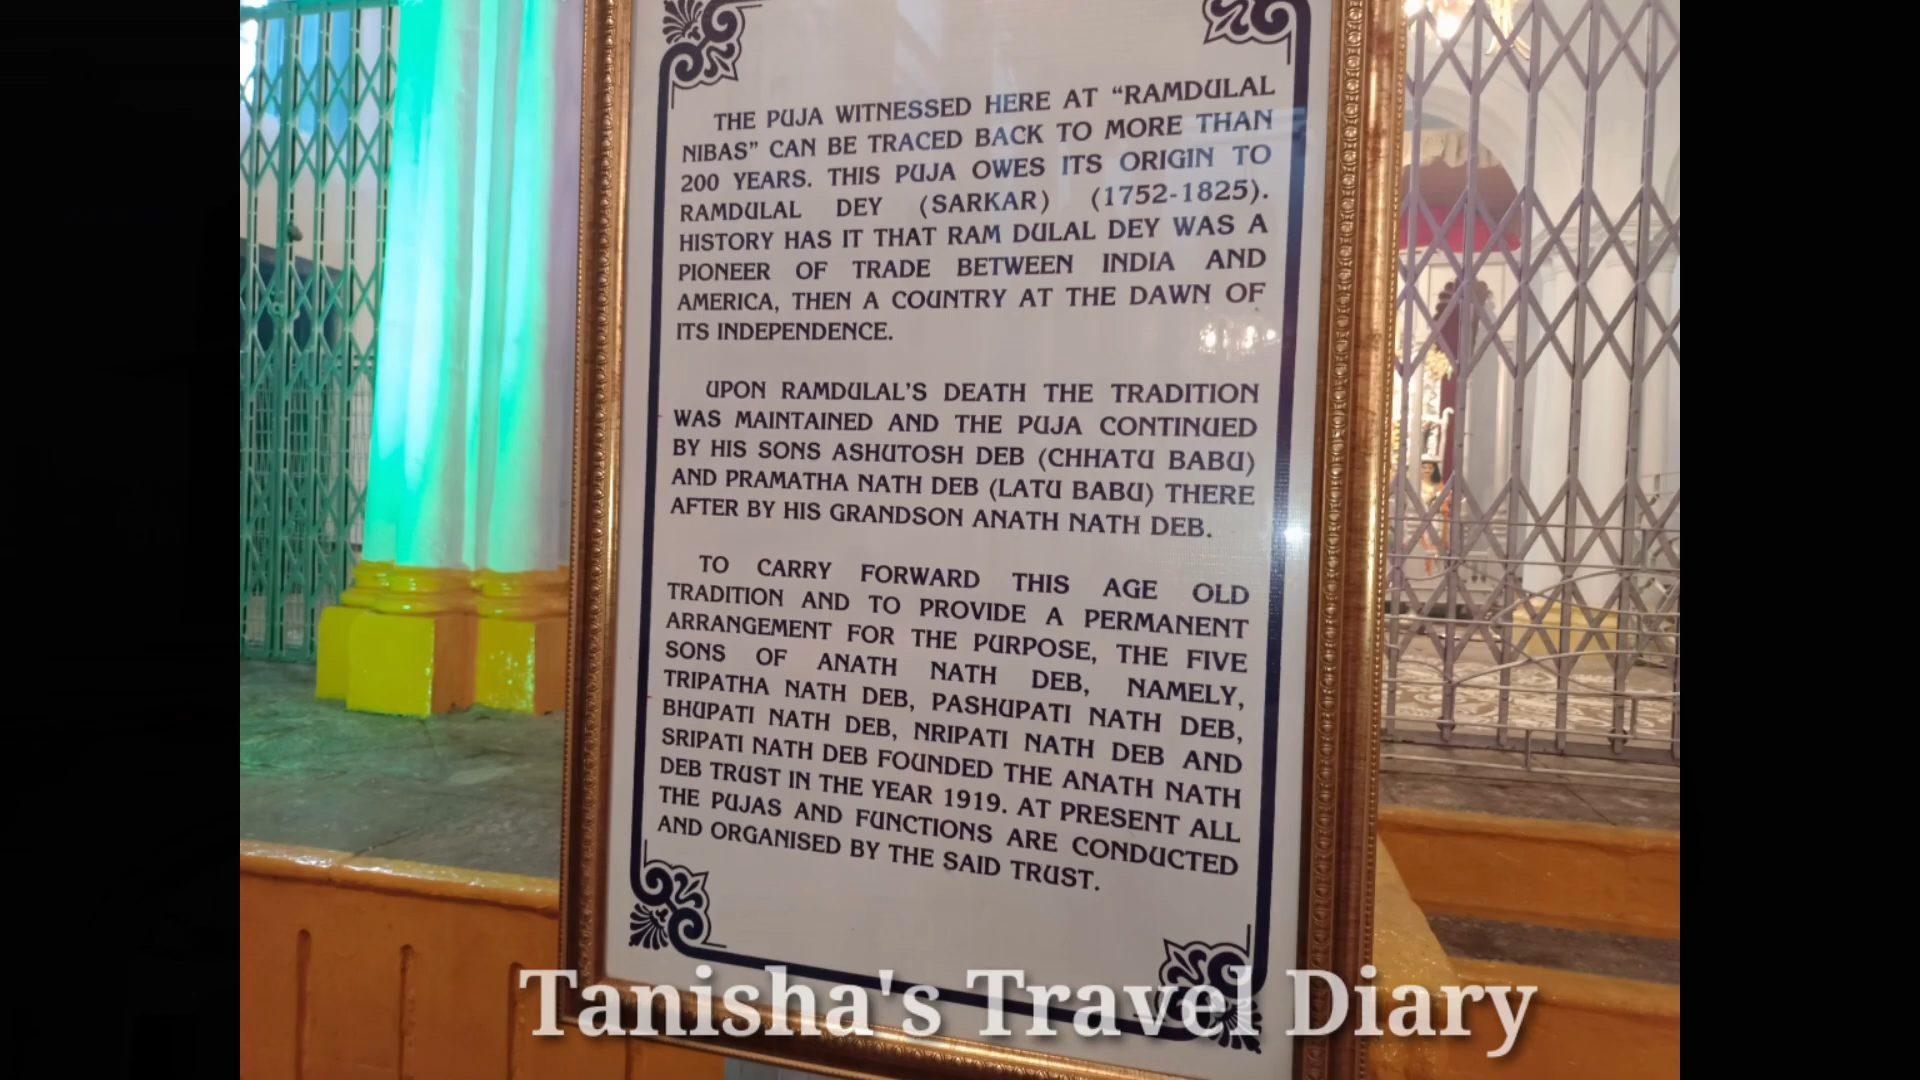 THE PUJA WITNESSED HERE AT “RAMDULAL
NIBAS” CAN BE TRACED BACK TO MORE THAN
200 YEARS. THIS PUJA OWES ITS ORIGIN TO
RAMDULAL DEY (SARKAR) (1752-1825).
HISTORY HAS IT THAT RAM DULAL DEY WAS A
PIONEER OF TRADE BETWEEN INDIA AND
AMERICA, THEN A COUNTRY AT THE DAWN OF
ITS INDEPENDENCE.
UPON RAMDULAL’S DEATH THE TRADITION
WAS MAINTAINED AND THE PUJA CONTINUED
BY HIS SONS ASHUTOSH DEB (CHHATU BABU)
AND PRAMATHA NATH DEB (LATU BABU) THERE
AFTER BY HIS GRANDSON ANATH NATH DEB.
TO CARRY FORWARD THIS AGE OLD
TRADITION AND TO PROVIDE A PERMANENT
ARRANGEMENT FOR THE PURPOSE, THE FIVE
SONS OF ANATH NATH DEB, NAMELY,
TRIPATHA NATH DEB, PASHUPATI NATH DEB,
BHUPATI NATH DEB, NRIPATI NATH DEB AND
SRIPATI NATH DEB FOUNDED THE ANATH NATH
DEB TRUST IN THE YEAR 1919. AT PRESENT ALL
THE PUJAS AND FUNCTIONS ARE CONDUCTED
AND ORGANISED BY THE SAID TRUST.
Tanisha's Travel Diary